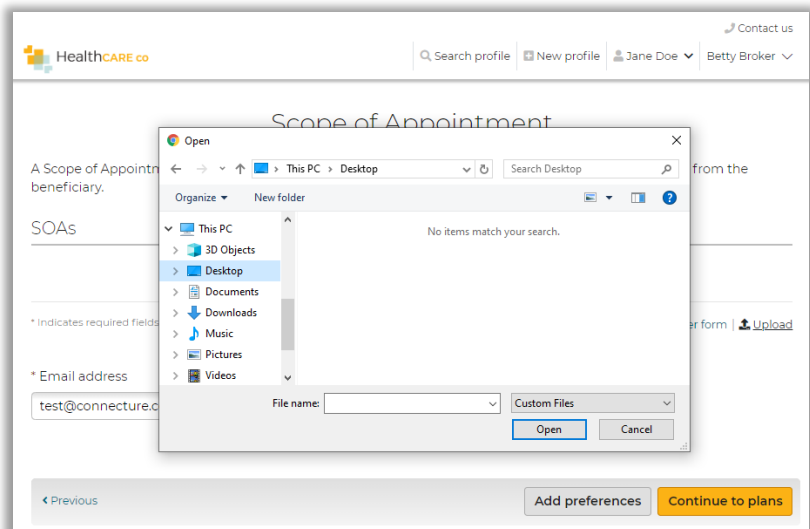 Contact us
HealthCARE co
Search profile
New profile
Jane Doe
Betty Broker
Scope of Appointment
Open
This PC > Desktop
Search Desktop
Organize
New folder
A Scope of Appointm
from the
beneficiary.
SOAs
This PC
3D Objects
Desktop
Documents
Downloads
Music
Pictures
Videos
No items match your search.
* Indicates required fields
er form | Upload
* Email address
test@connecture.c
File name:
Custom Files
Open
Cancel
Previous
Add preferences
Continue to plans